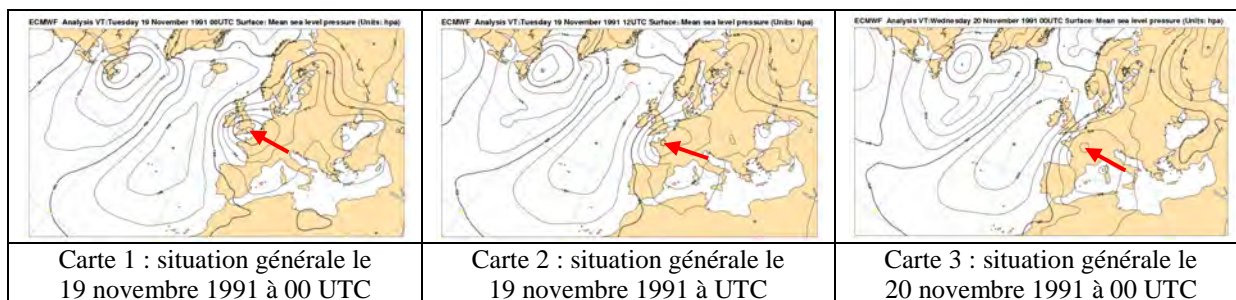 ECMWF Analysis VT:Tuesday 19 November 1991 00UTC Surface: Mean sea level pressure (Units: hpa)
ECMWF Analysis VT:Tuesday 19 November 1991 12UTC Surface: Mean sea level pressure (Units: hpa)
ECMWF Analysis VT:Wednesday 20 November 1991 00UTC Surface: Mean sea level pressure (Units: hpa)
Carte 1 : situation générale le
19 novembre 1991 à 00 UTC
Carte 2 : situation générale le
19 novembre 1991 à UTC
Carte 3 : situation générale le
20 novembre 1991 à 00 UTC